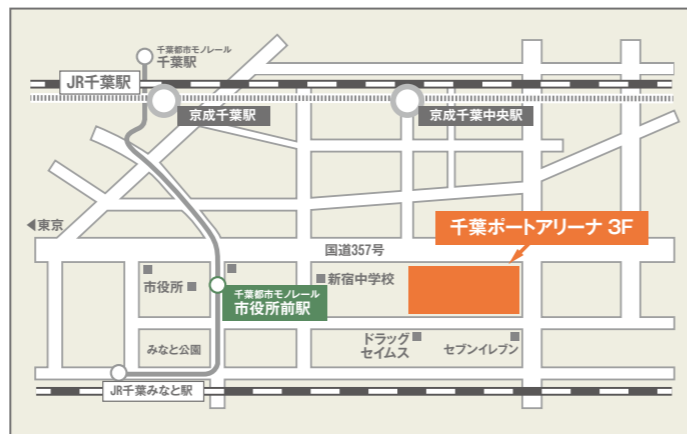 千葉都市モノレール
千葉駅
JR千葉駅
京成千葉駅
京成千葉中央駅
◀東京
千葉ポートアリーナ 3F
国道357号
市役所
新宿中学校
千葉都市モノレール
市役所前駅
みなと公園
ドラッグ
セイムス
セブンイレブン
JR千葉みなと駅